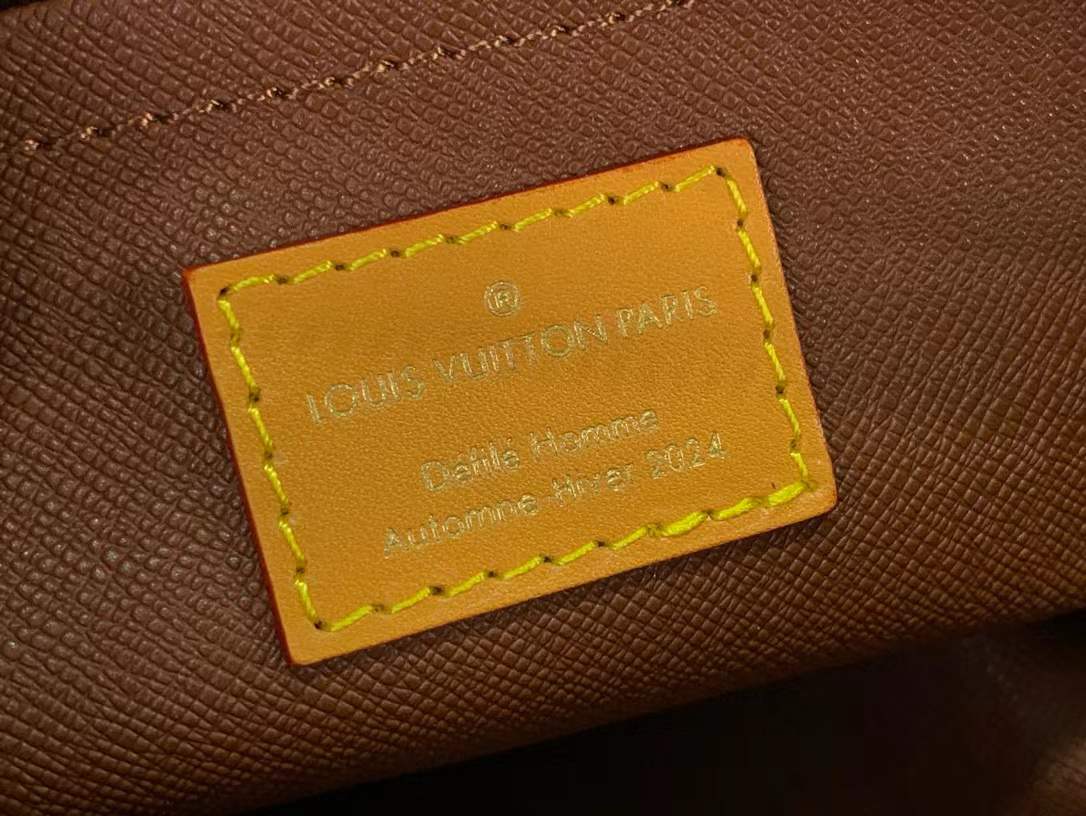 ®
LOUIS VUITTON PARIS
Défilé Homme
Automne-Hiver 2024